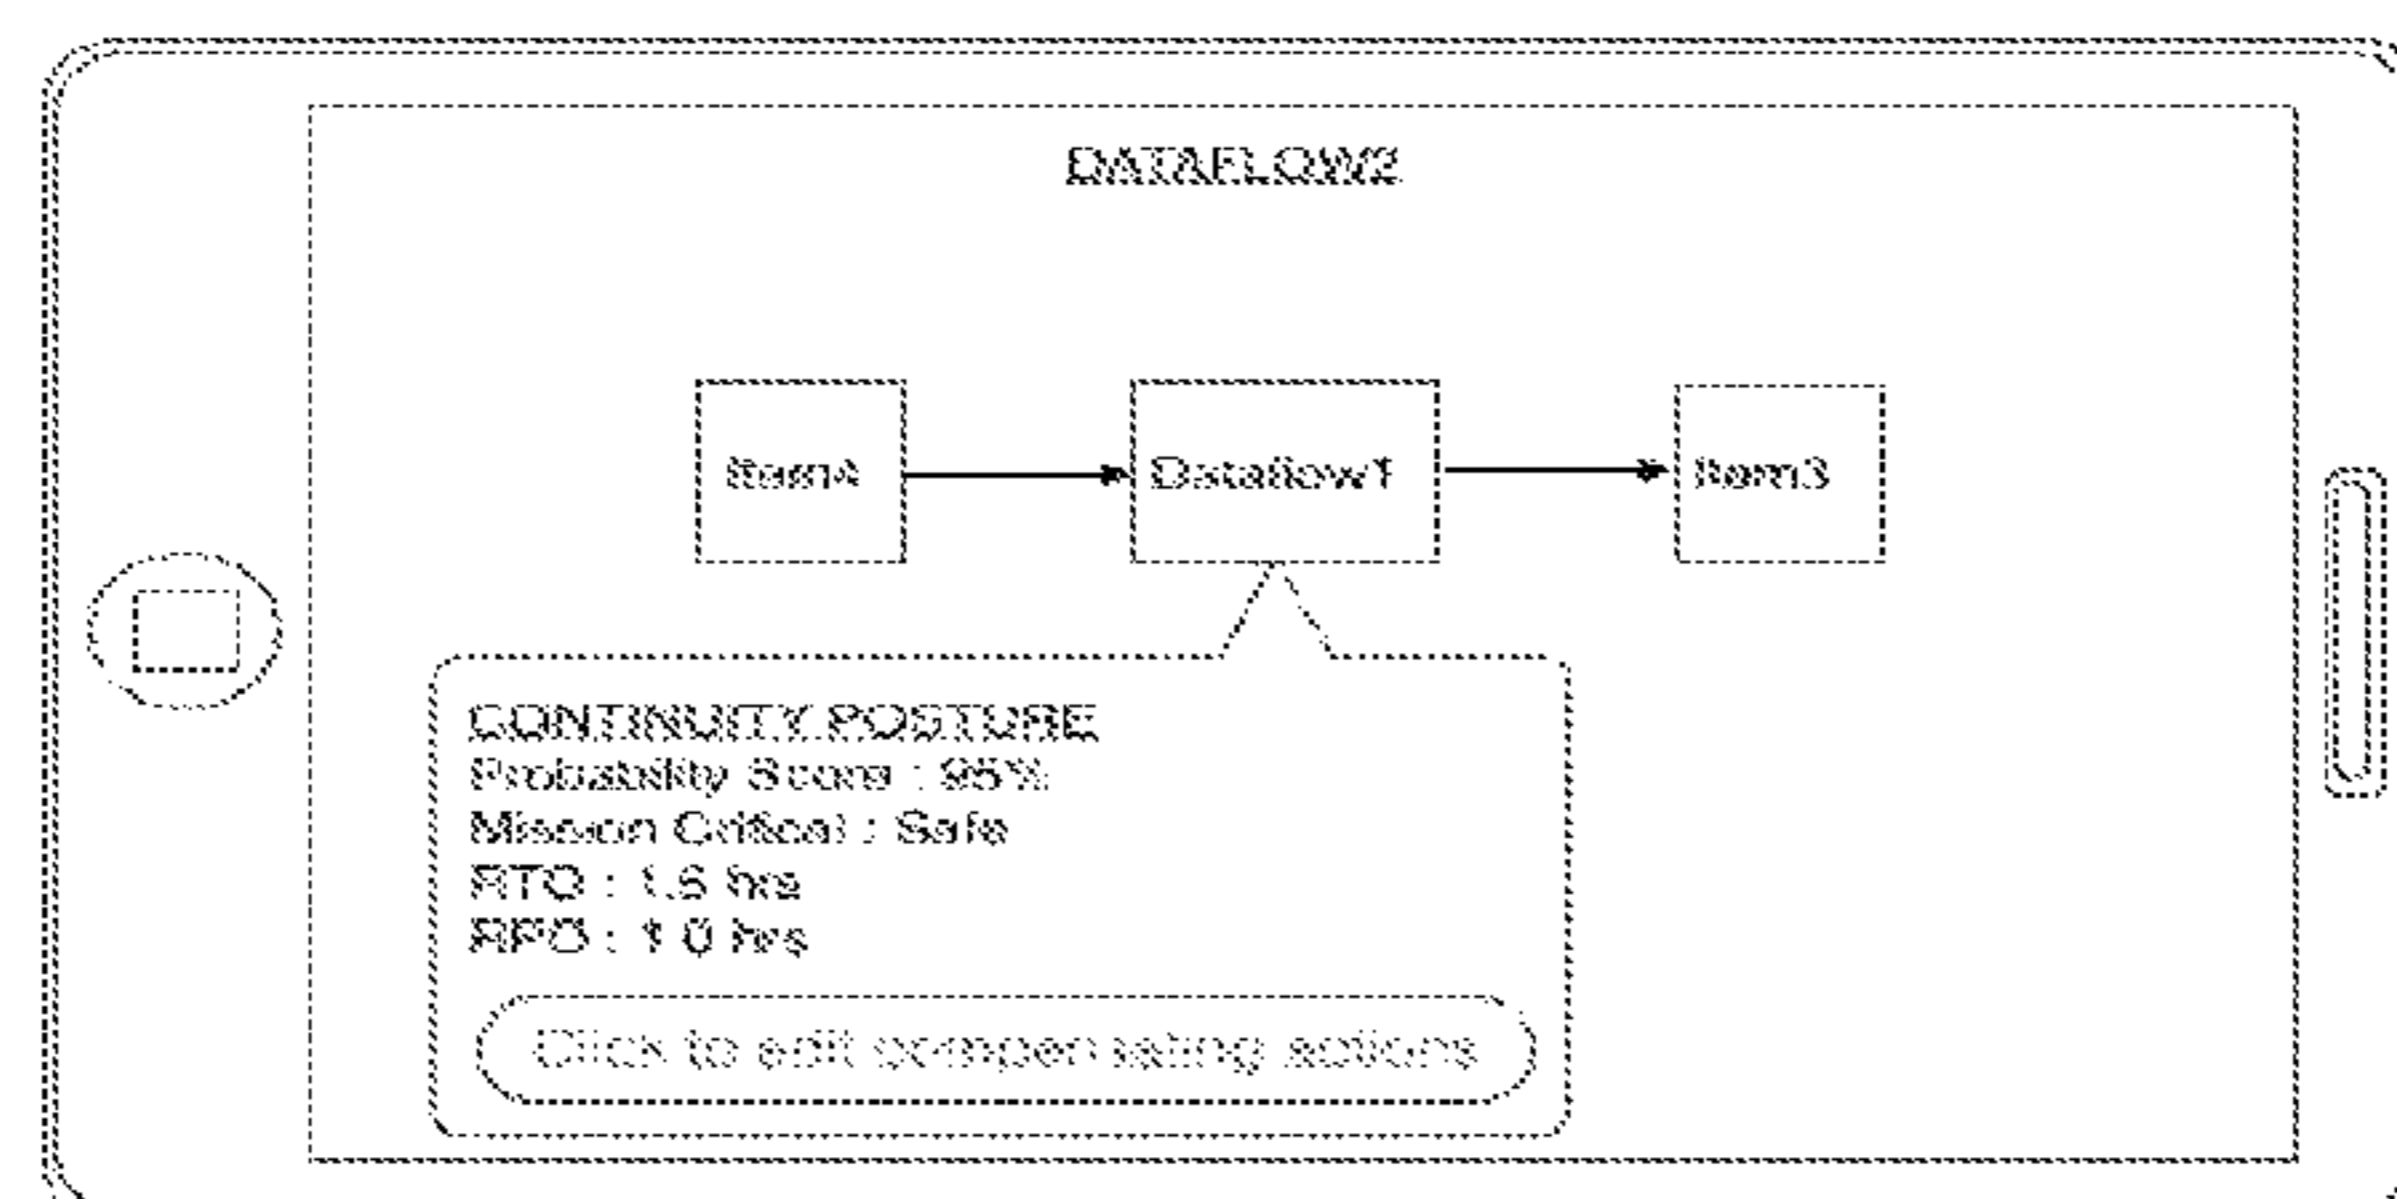 DATAFLOW2
Item4
Dataflow1
Item3
CONTINUITY POSTURE
Probability Score : 95%
Mission Critical : Safe
RTO : 1.5 hrs
RPO : 1.0 hrs
Click to edit compensating actions